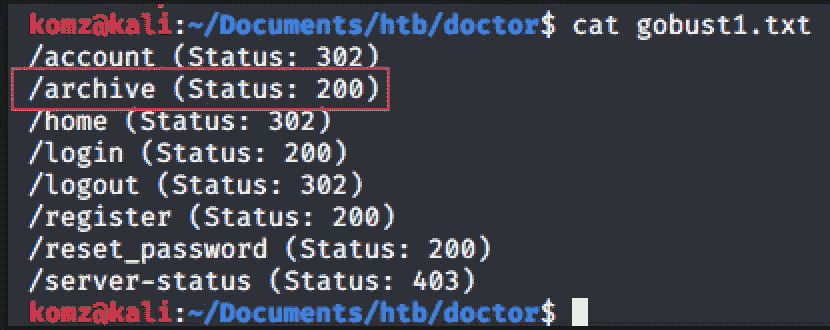 komz@kali:~/Documents/htb/doctor$ cat gobust1.txt
/account (Status: 302)
/archive (Status: 200)
/home (Status: 302)
/login (Status: 200)
/logout (Status: 302)
/register (Status: 200)
/reset_password (Status: 200)
/server-status (Status: 403)
komz@kali:~/Documents/htb/doctor$